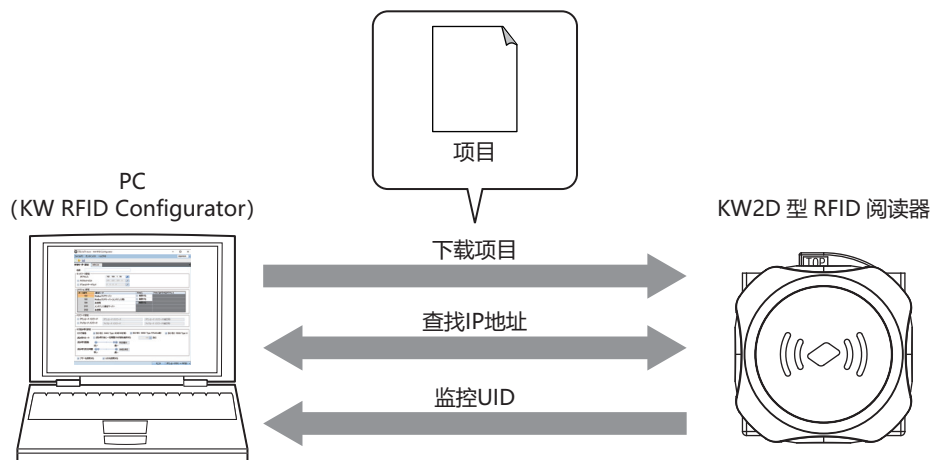 项目
PC
(KW RFID Configurator)
KW2D 型 RFID 阅读器
下载项目
TOP
查找IP地址
监控UID